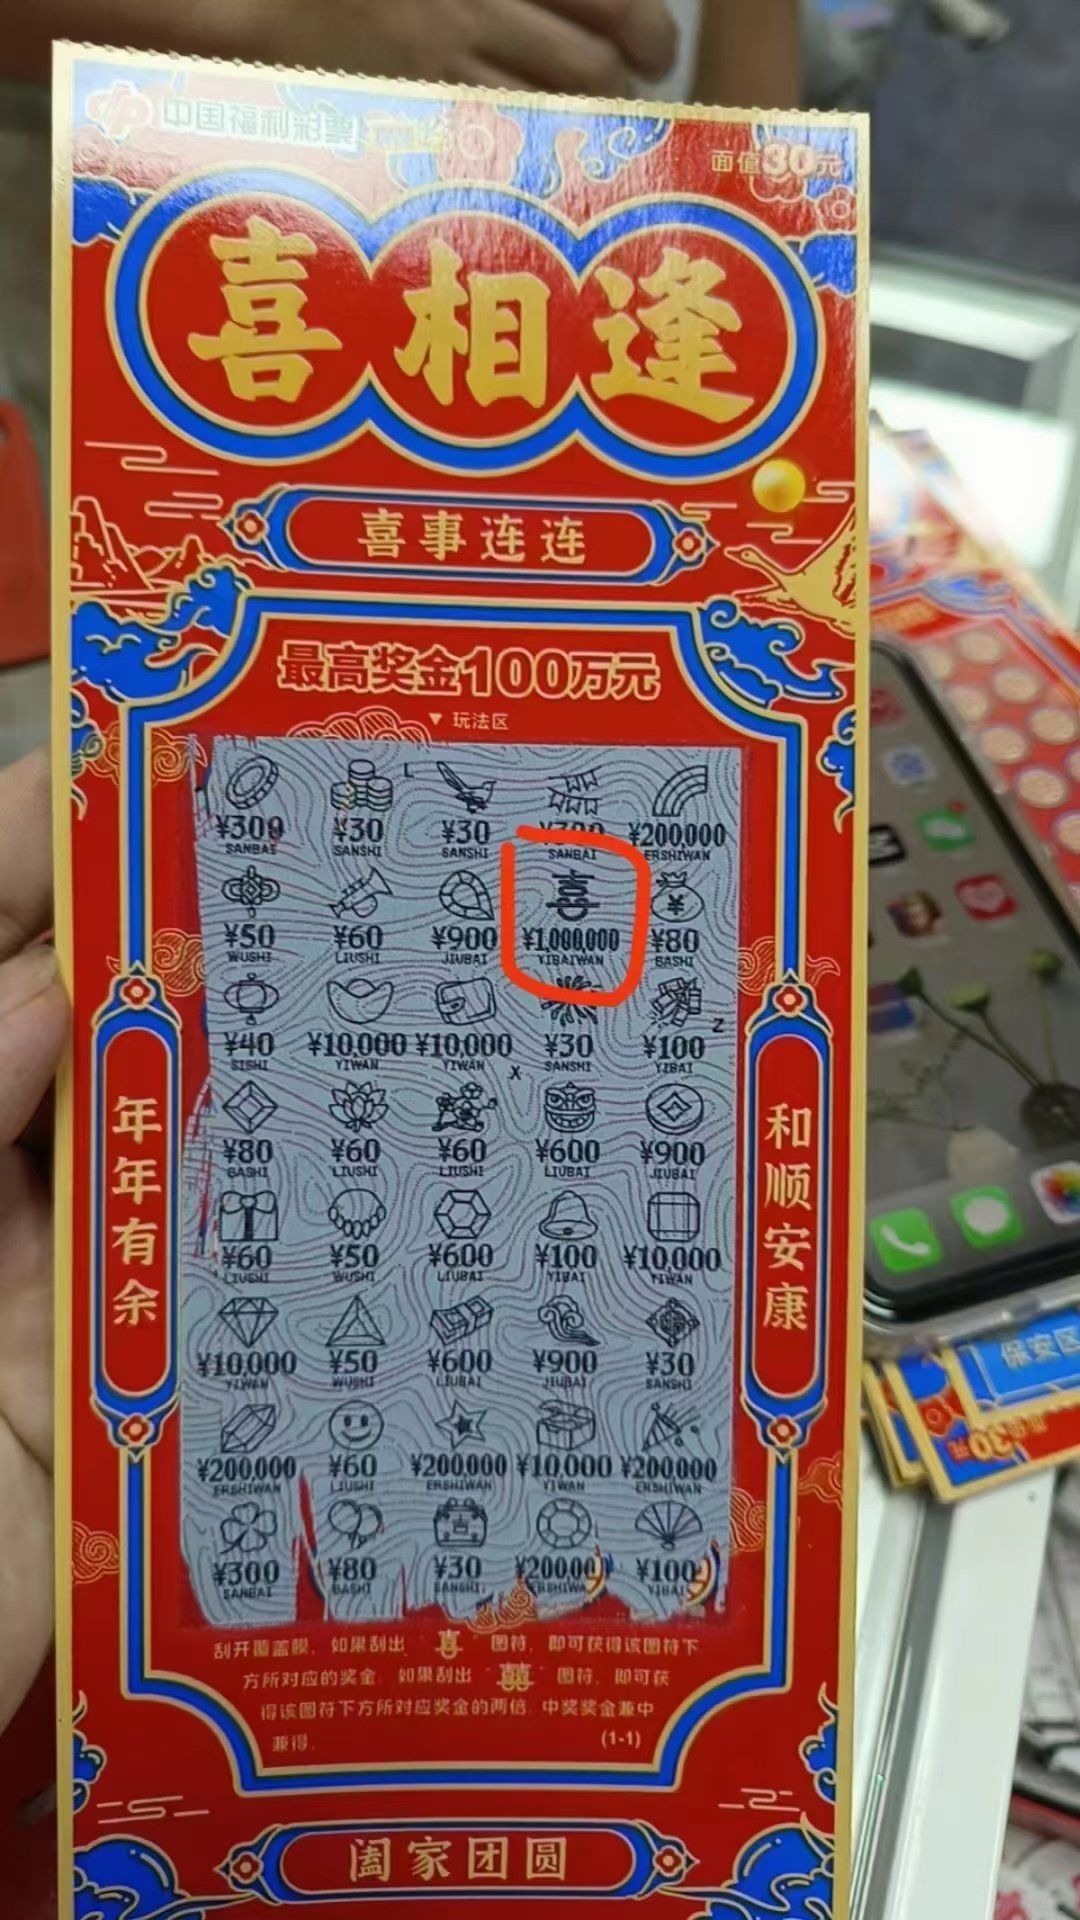 中国福利彩票
面值30元
喜相逢
喜事连连
最高奖金100万元
▼ 玩法区
L
¥300 ¥30 ¥30 ¥300 ¥200,000
SANBAI SANSHI SANSHI SANBAI ERSHIWAN
喜
¥
¥50 ¥60 ¥900 ¥1,000,000 ¥80
WUSHI LIUSHI JIUBAI YIBAIWAN BASHI
Z
¥40 ¥10,000 ¥10,000 ¥30 ¥100
SISHI YIWAN YIWAN SANSHI YIBAI
X
¥80 ¥60 ¥60 ¥600 ¥900
BASHI LIUSHI LIUSHI LIUBAI JIUBAI
¥60 ¥50 ¥600 ¥100 ¥10,000
LIUSHI WUSHI LIUBAI YIBAI YIWAN
¥10,000 ¥50 ¥600 ¥900 ¥30
YIWAN WUSHI LIUBAI JIUBAI SANSHI
¥200,000 ¥60 ¥200,000 ¥10,000 ¥200,000
ERSHIWAN LIUSHI ERSHIWAN YIWAN ERSHIWAN
吉
¥300 ¥80 ¥30 ¥20000 ¥100
SANBAI BASHI SANSHI ERSHIWA YIBAI
年年有余
和顺安康
刮开覆盖膜，如果刮出“喜”图符，即可获得该图符下
方所对应的奖金，如果刮出“囍”图符，即可获
得该图符下方所对应奖金的两倍，中奖奖金兼中
兼得。 (1-1)
阖家团圆
保安区
30元